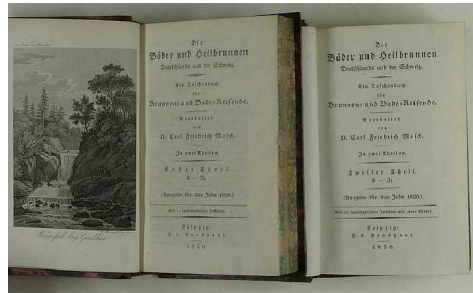 Die
Bäder und Heilbrunnen
Deutschlands und der Schweiz.
Ein Taschenbuch
für
Brunnen- und Bade-Reisende.
Bearbeitet
von
D. Carl Friedrich Mosch.
In zwei Theilen.
Erster Theil.
(Ausgabe für das Jahr 1820.)
Mit
Leipzig:
F. A. Brockhaus.
1820.
Die
Bäder und Heilbrunnen
Deutschlands und der Schweiz.
Ein Taschenbuch
für
Brunnen- und Bade-Reisende.
Bearbeitet
von
D. Carl Friedrich Mosch.
In zwei Theilen.
Zweiter Theil.
(Ausgabe für das Jahr 1820.)
Mit
Leipzig:
F. A. Brockhaus.
1820.